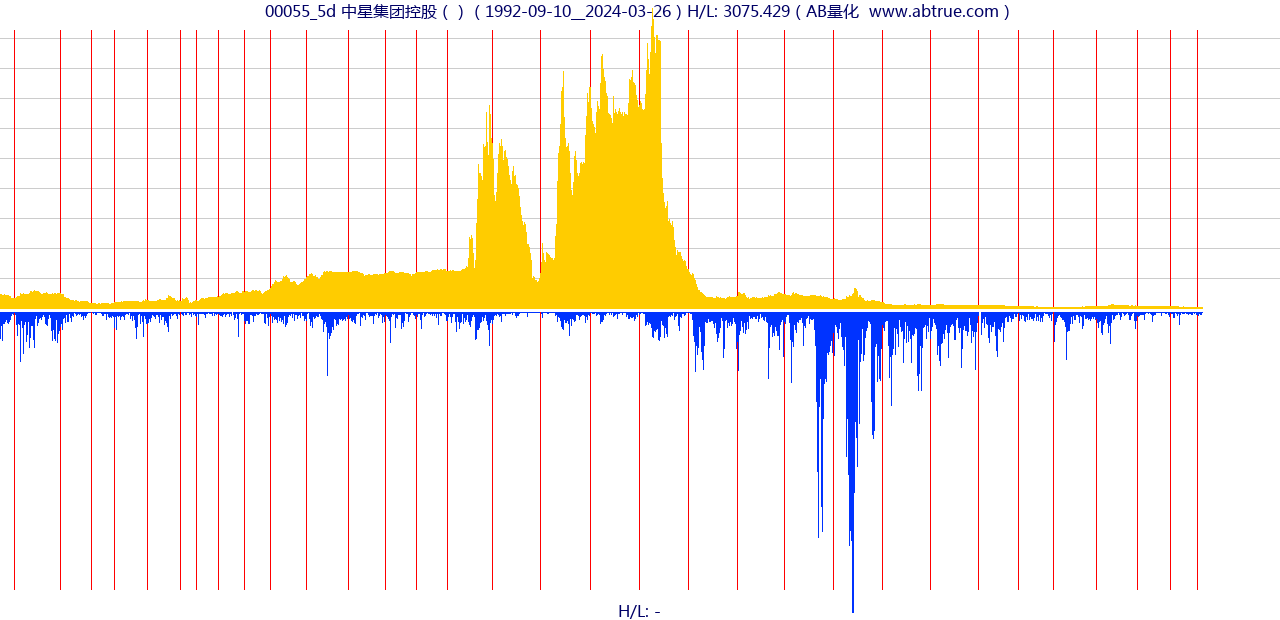 00055_5d 中星集团控股（ ）（ 1992-09-10__2024-03-26 ) H/L: 3075.429（ AB量化  www.abtrue.com ）
H/L: -